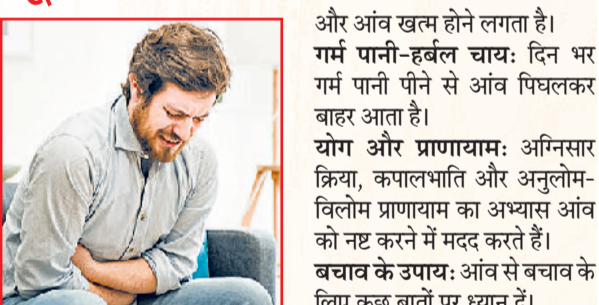 और आंव खत्म होने लगता है।
गर्म पानी-हर्बल चायः दिन भर
गर्म पानी पीने से आंव पिघलकर
बाहर आता है।
योग और प्राणायामः अग्निसार
क्रिया, कपालभाति और अनुलोम-
विलोम प्राणायाम का अभ्यास आंव
को नष्ट करने में मदद करते हैं।
बचाव के उपायः आंव से बचाव के
लिए कुछ बातों पर ध्यान दें।